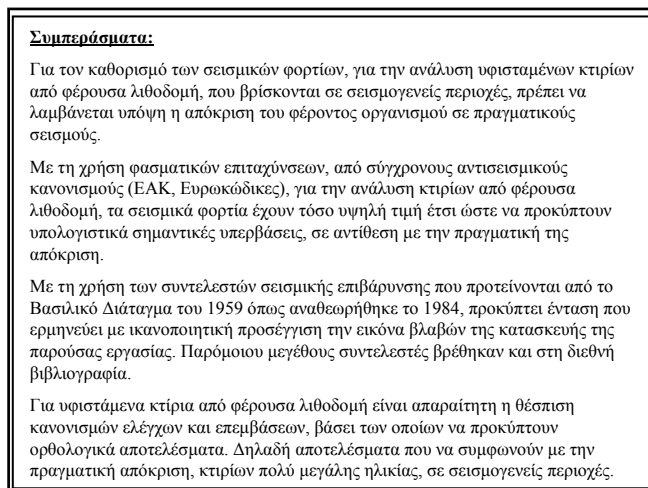 Συμπεράσματα:
Για τον καθορισμό των σεισμικών φορτίων, για την ανάλυση υφισταμένων κτιρίων
από φέρουσα λιθοδομή, που βρίσκονται σε σεισμογενείς περιοχές, πρέπει να
λαμβάνεται υπόψη η απόκριση του φέροντος οργανισμού σε πραγματικούς
σεισμούς.
Με τη χρήση φασματικών επιταχύνσεων, από σύγχρονους αντισεισμικούς
κανονισμούς (ΕΑΚ, Ευρωκώδικες), για την ανάλυση κτιρίων από φέρουσα
λιθοδομή, τα σεισμικά φορτία έχουν τόσο υψηλή τιμή έτσι ώστε να προκύπτουν
υπολογιστικά σημαντικές υπερβάσεις, σε αντίθεση με την πραγματική της
απόκριση.
Με τη χρήση των συντελεστών σεισμικής επιβάρυνσης που προτείνονται από το
Βασιλικό Διάταγμα του 1959 όπως αναθεωρήθηκε το 1984, προκύπτει ένταση που
ερμηνεύει με ικανοποιητική προσέγγιση την εικόνα βλαβών της κατασκευής της
παρούσας εργασίας. Παρόμοιου μεγέθους συντελεστές βρέθηκαν και στη διεθνή
βιβλιογραφία.
Για υφιστάμενα κτίρια από φέρουσα λιθοδομή είναι απαραίτητη η θέσπιση
κανονισμών ελέγχων και επεμβάσεων, βάσει των οποίων να προκύπτουν
ορθολογικά αποτελέσματα. Δηλαδή αποτελέσματα που να συμφωνούν με την
πραγματική απόκριση, κτιρίων πολύ μεγάλης ηλικίας, σε σεισμογενείς περιοχές.